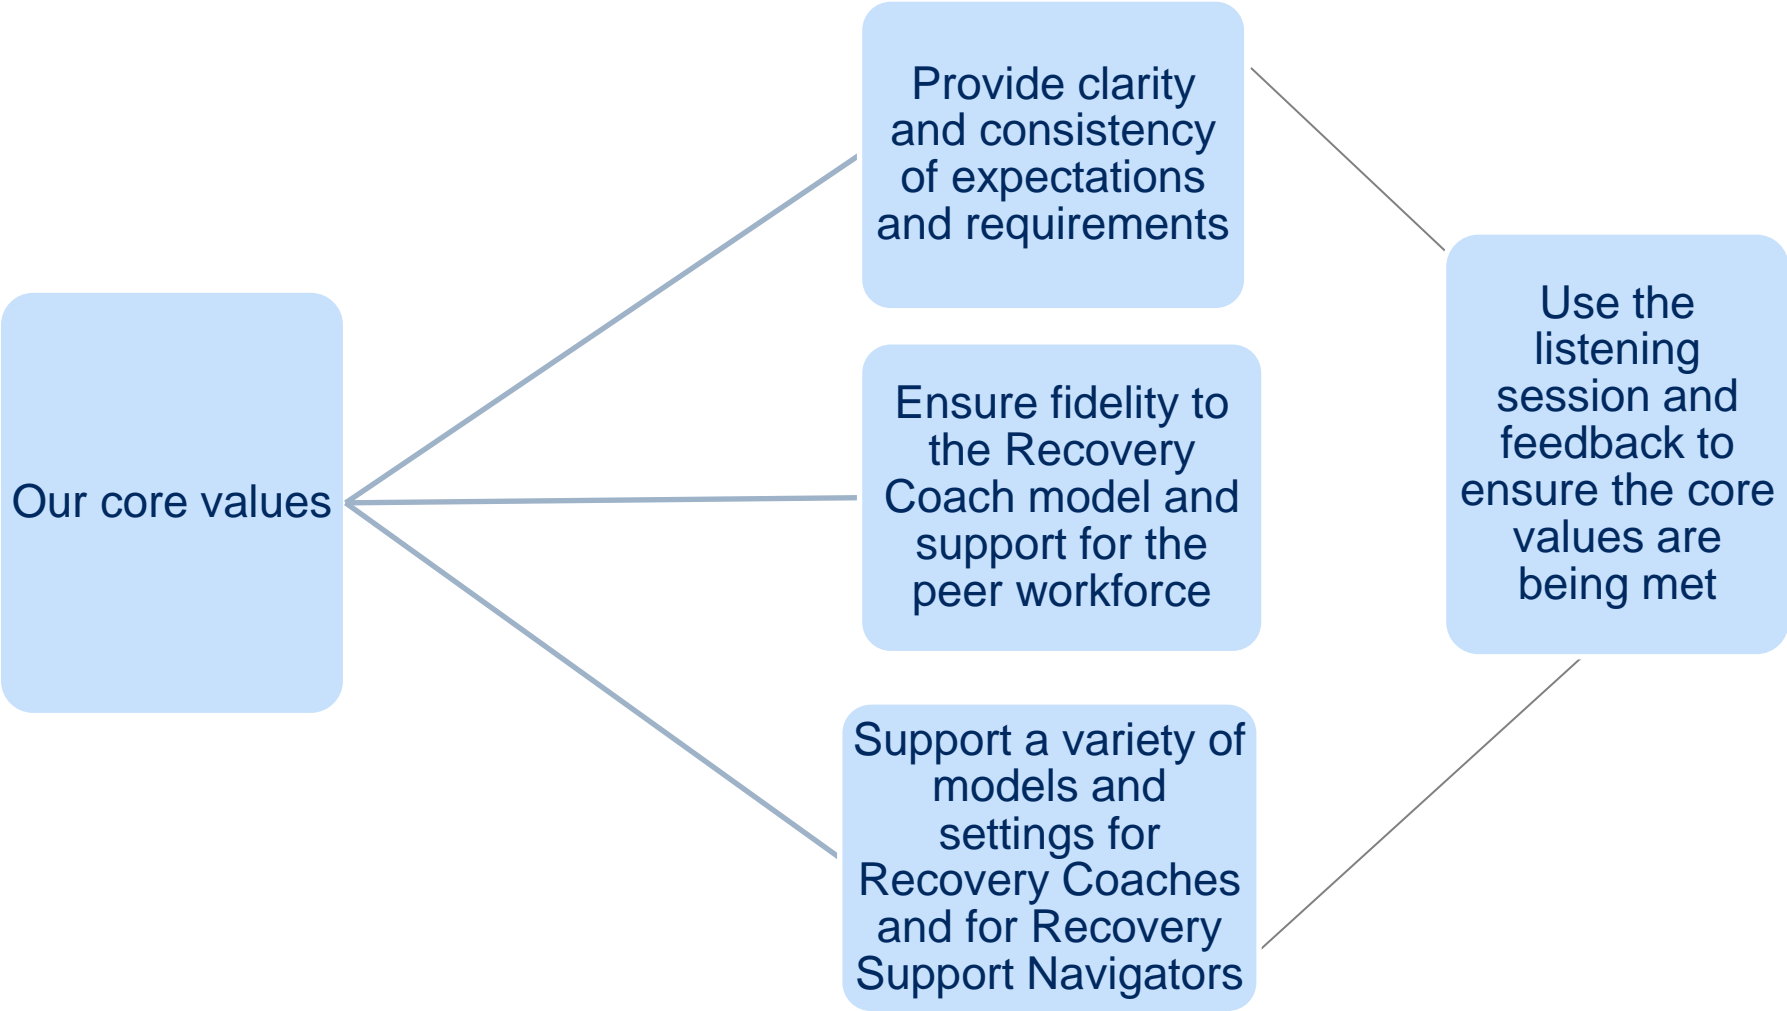 Our core values
Provide clarity
and consistency
of expectations
and requirements
Ensure fidelity to
the Recovery
Coach model and
support for the
peer workforce
Support a variety of
models and
settings for
Recovery Coaches
and for Recovery
Support Navigators
Use the
listening
session and
feedback to
ensure the core
values are
being met